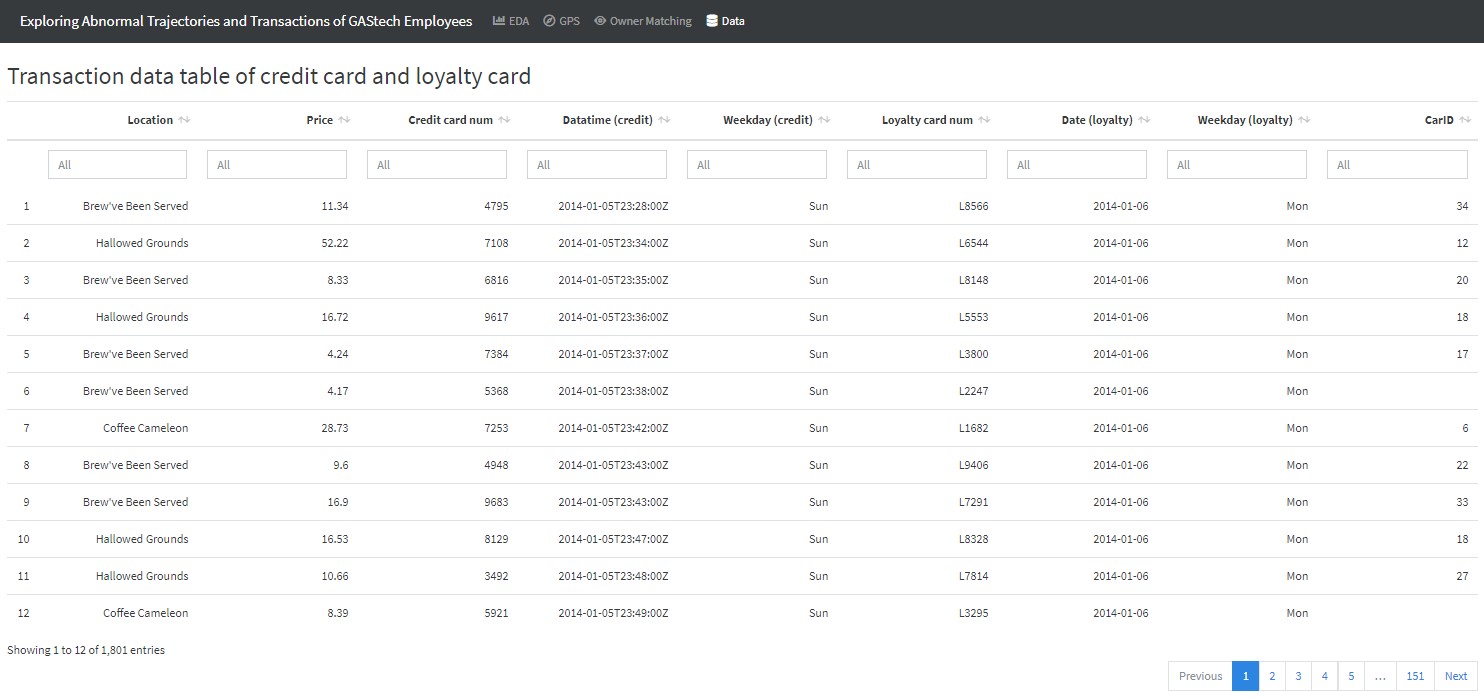 Exploring Abnormal Trajectories and Transactions of GAStech Employees EDA GPS Owner Matching Data
Transaction data table of credit card and loyalty card
Location Price Credit card num Datatime (credit) Weekday (credit) Loyalty card num Date (loyalty) Weekday (loyalty) CarID
All All All All All All All All All
1 Brew've Been Served 11.34 4795 2014-01-05T23:28:00Z Sun L8566 2014-01-06 Mon 34
2 Hallowed Grounds 52.22 7108 2014-01-05T23:34:00Z Sun L6544 2014-01-06 Mon 12
3 Brew've Been Served 8.33 6816 2014-01-05T23:35:00Z Sun L8148 2014-01-06 Mon 20
4 Hallowed Grounds 16.72 9617 2014-01-05T23:36:00Z Sun L5553 2014-01-06 Mon 18
5 Brew've Been Served 4.24 7384 2014-01-05T23:37:00Z Sun L3800 2014-01-06 Mon 17
6 Brew've Been Served 4.17 5368 2014-01-05T23:38:00Z Sun L2247 2014-01-06 Mon
7 Coffee Cameleon 28.73 7253 2014-01-05T23:42:00Z Sun L1682 2014-01-06 Mon 6
8 Brew've Been Served 9.6 4948 2014-01-05T23:43:00Z Sun L9406 2014-01-06 Mon 22
9 Brew've Been Served 16.9 9683 2014-01-05T23:43:00Z Sun L7291 2014-01-06 Mon 33
10 Hallowed Grounds 16.53 8129 2014-01-05T23:47:00Z Sun L8328 2014-01-06 Mon 18
11 Hallowed Grounds 10.66 3492 2014-01-05T23:48:00Z Sun L7814 2014-01-06 Mon 27
12 Coffee Cameleon 8.39 5921 2014-01-05T23:49:00Z Sun L3295 2014-01-06 Mon
Showing 1 to 12 of 1,801 entries
Previous 1 2 3 4 5 … 151 Next